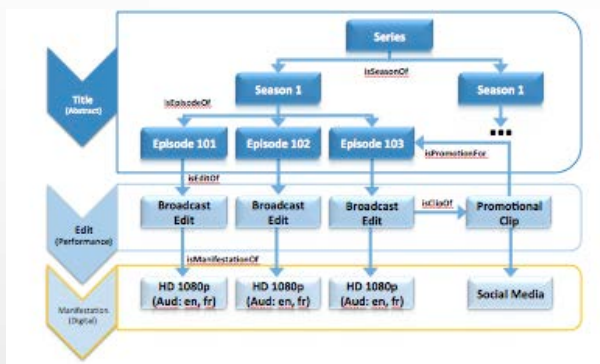 Series
isSeasonOf
Title
(Abstract)
Season 1
Season 1
isEpisodeOf
...
Episode 101
Episode 102
Episode 103
isPromotionFor
isEditOf
Edit
(Performance)
Broadcast
Edit
Broadcast
Edit
Broadcast
Edit
isClipOf
Promotional
Clip
isManifestationOf
Manifestation
(Digital)
HD 1080p
(Aud: en, fr)
HD 1080p
(Aud: en, fr)
HD 1080p
(Aud: en, fr)
Social Media